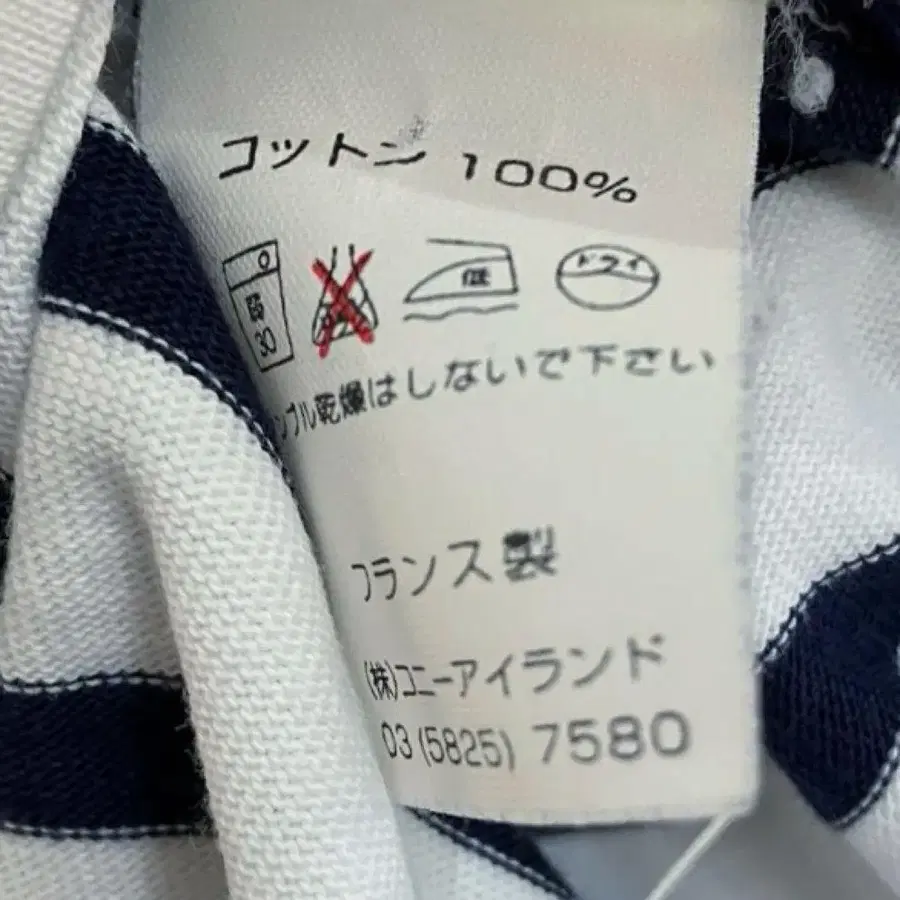 コットン 100%
弱 30
低
ドライ
ンブル乾燥はしないで下さい
フランス製
(株)コニーアイランド
03 (5825) 7580